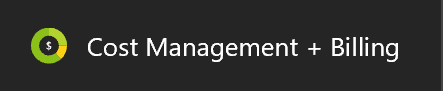 $ Cost Management + Billing